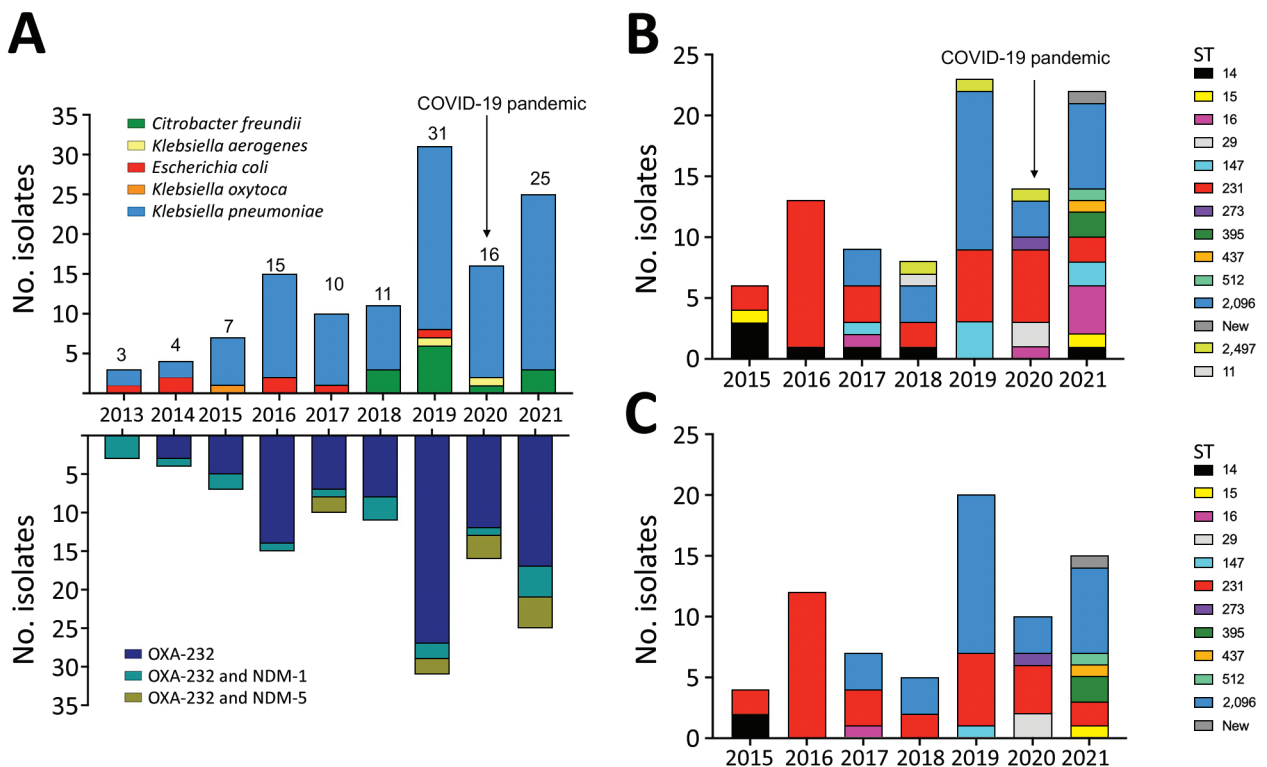 A
COVID-19 pandemic
No. isolates
35
30
25
20
15
10
5
Citrobacter freundii
Klebsiella aerogenes
Escherichia coli
Klebsiella oxytoca
Klebsiella pneumoniae
3
4
7
15
10
11
31
16
25
2013 2014 2015 2016 2017 2018 2019 2020 2021
No. isolates
5
10
15
20
25
30
35
OXA-232
OXA-232 and NDM-1
OXA-232 and NDM-5
B
COVID-19 pandemic
No. isolates
25
20
15
10
5
0
2015 2016 2017 2018 2019 2020 2021
ST
14
15
16
29
147
231
273
395
437
512
2,096
New
2,497
11
C
No. isolates
25
20
15
10
5
0
2015 2016 2017 2018 2019 2020 2021
ST
14
15
16
29
147
231
273
395
437
512
2,096
New